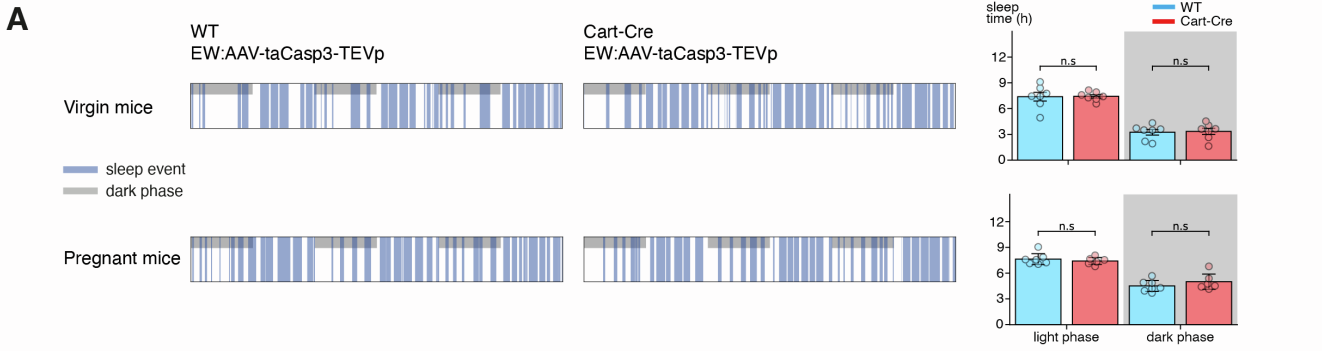 A
WT
EW:AAV-taCasp3-TEVp
Cart-Cre
EW:AAV-taCasp3-TEVp
sleep
time (h)
WT
Cart-Cre
Virgin mice
sleep event
dark phase
12
9
6
3
0
n.s
n.s
Pregnant mice
12
9
6
3
0
n.s
n.s
light phase
dark phase